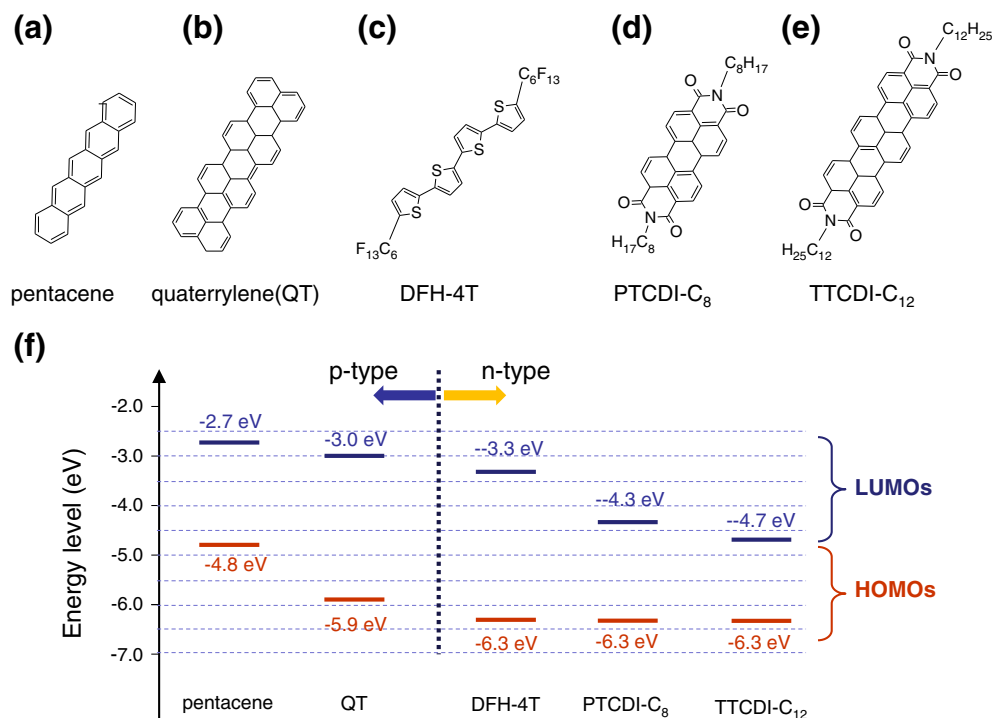 (a)
(b)
(c)
(d)
(e)
C6F13
S
S
S
S
F13C6
C8H17
O
N
O
O
N
O
H17C8
C12H25
O
N
O
O
N
O
H25C12
pentacene
quaterrylene(QT)
DFH-4T
PTCDI-C8
TTCDI-C12
(f)
p-type
n-type
Energy level (eV)
-2.0
-3.0
-4.0
-5.0
-6.0
-7.0
-2.7 eV
-3.0 eV
--3.3 eV
--4.3 eV
--4.7 eV
LUMOs
-4.8 eV
-5.9 eV
-6.3 eV
-6.3 eV
-6.3 eV
HOMOs
pentacene
QT
DFH-4T
PTCDI-C8
TTCDI-C12